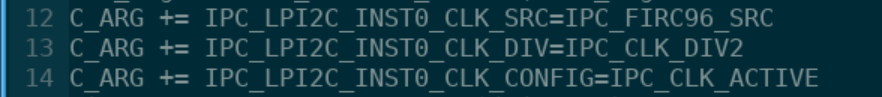 12 C_ARG += IPC_LPI2C_INST0_CLK_SRC=IPC_FIRC96_SRC
13 C_ARG += IPC_LPI2C_INST0_CLK_DIV=IPC_CLK_DIV2
14 C_ARG += IPC_LPI2C_INST0_CLK_CONFIG=IPC_CLK_ACTIVE